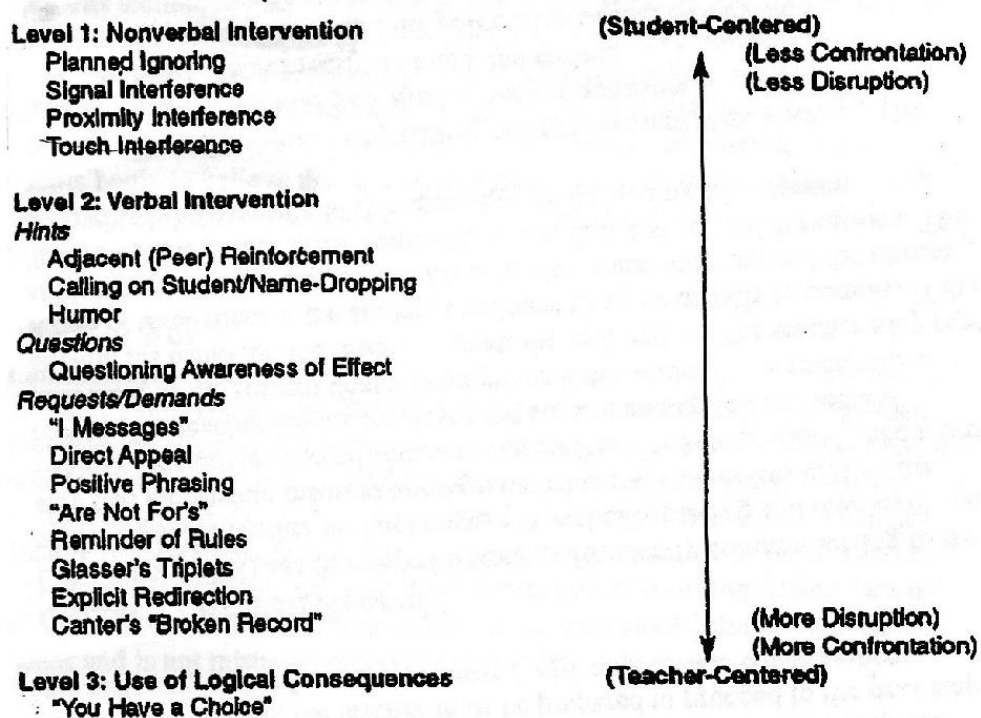 Level 1: Nonverbal Intervention
Planned Ignoring
Signal Interference
Proximity Interference
Touch Interference
Level 2: Verbal Intervention
Hints
Adjacent (Peer) Reinforcement
Calling on Student/Name-Dropping
Humor
Questions
Questioning Awareness of Effect
Requests/Demands
"I Messages"
Direct Appeal
Positive Phrasing
"Are Not For's"
Reminder of Rules
Glasser's Triplets
Explicit Redirection
Canter's "Broken Record"
Level 3: Use of Logical Consequences
"You Have a Choice"
(Student-Centered)
(Less Confrontation)
(Less Disruption)
(More Disruption)
(More Confrontation)
(Teacher-Centered)